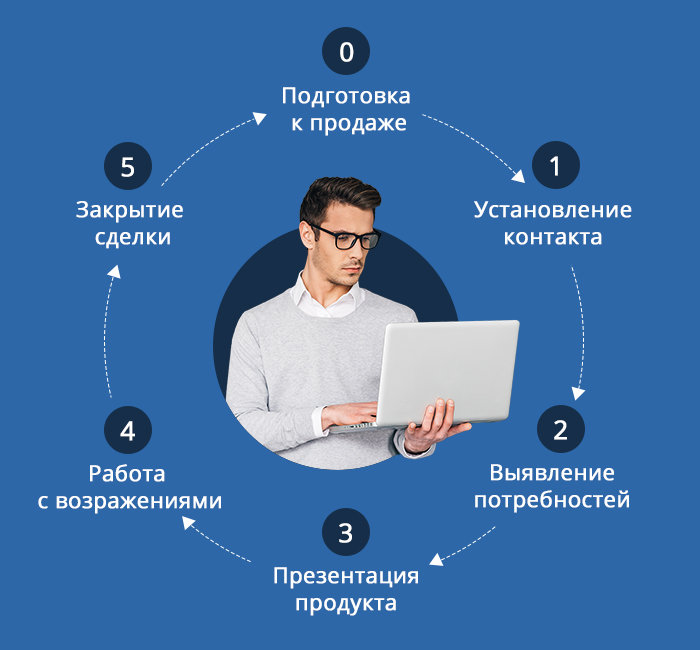 0
Подготовка
к продаже
1
Установление
контакта
2
Выявление
потребностей
3
Презентация
продукта
4
Работа
с возражениями
5
Закрытие
сделки